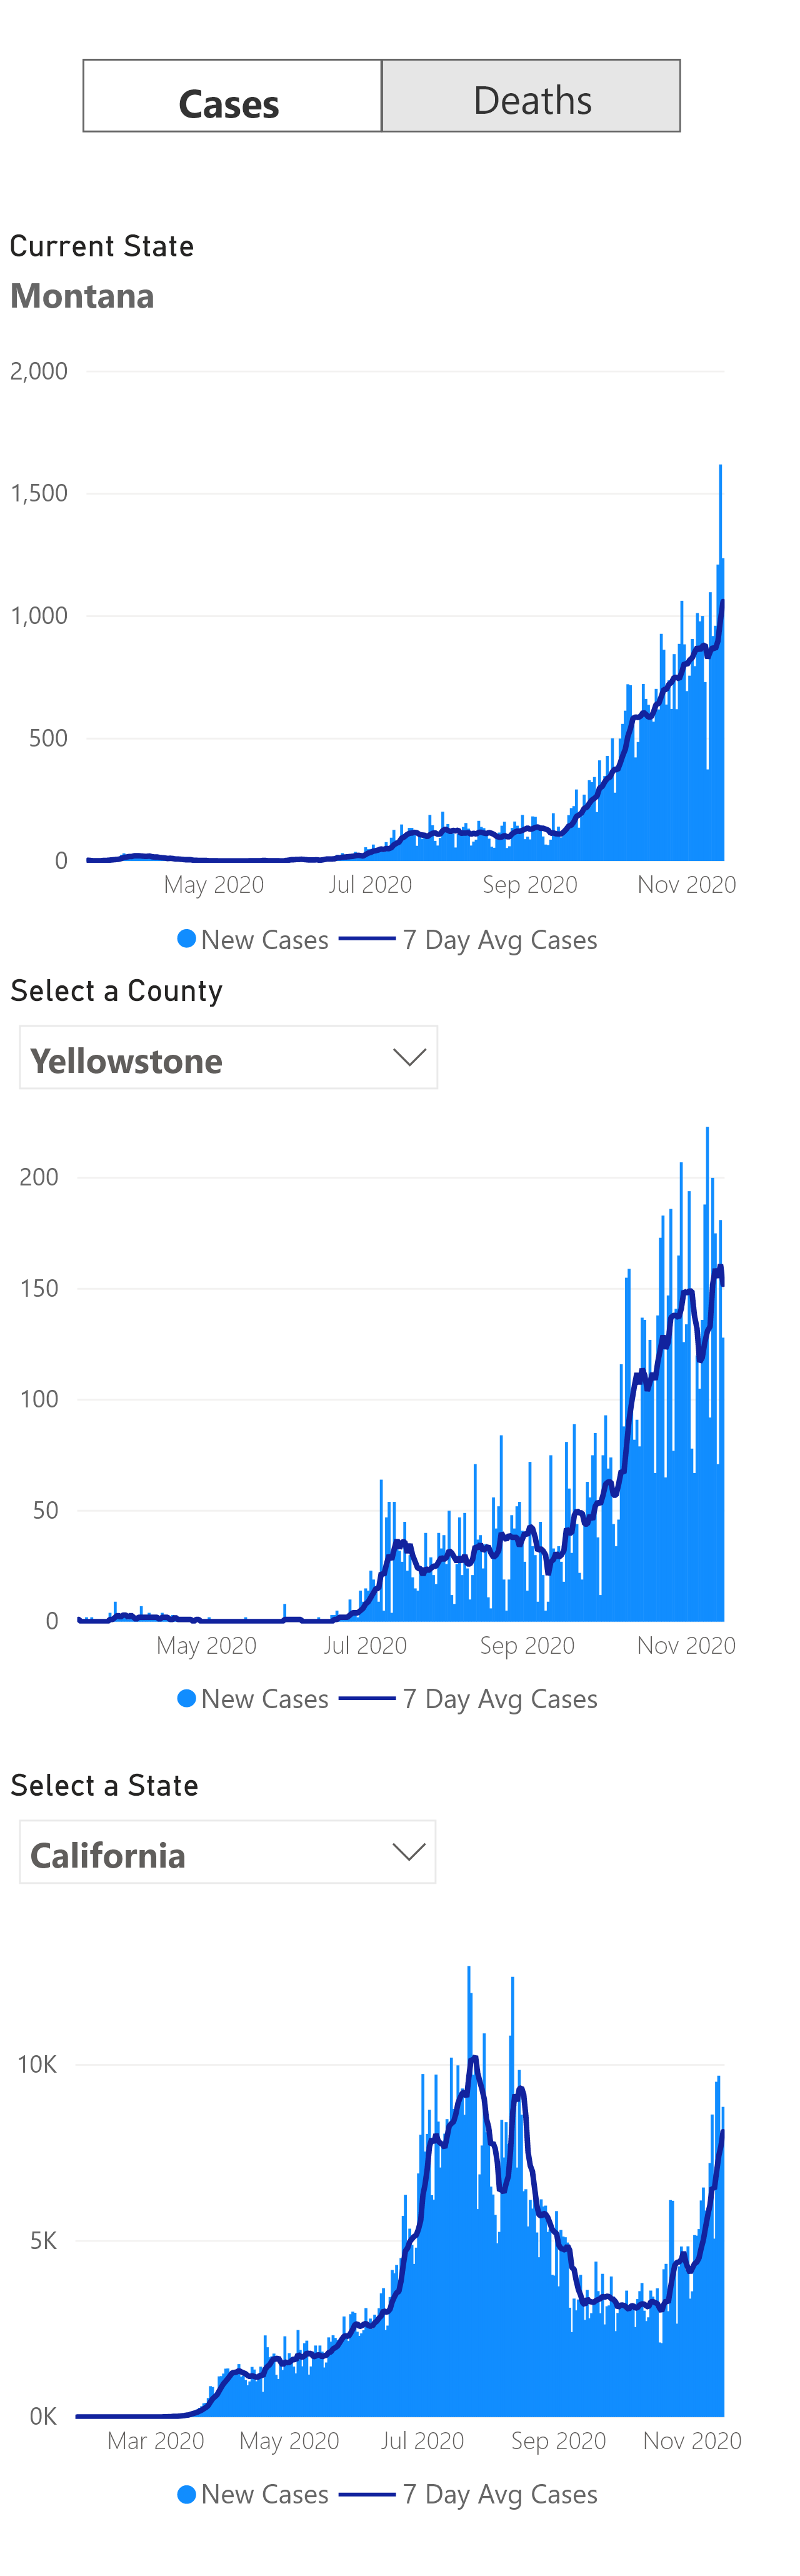 Cases Deaths
Current State
Montana
2,000
1,500
1,000
500
0
May 2020 Jul 2020 Sep 2020 Nov 2020
New Cases 7 Day Avg Cases
Select a County
Yellowstone
200
150
100
50
0
May 2020 Jul 2020 Sep 2020 Nov 2020
New Cases 7 Day Avg Cases
Select a State
California
10K
5K
0K
Mar 2020 May 2020 Jul 2020 Sep 2020 Nov 2020
New Cases 7 Day Avg Cases